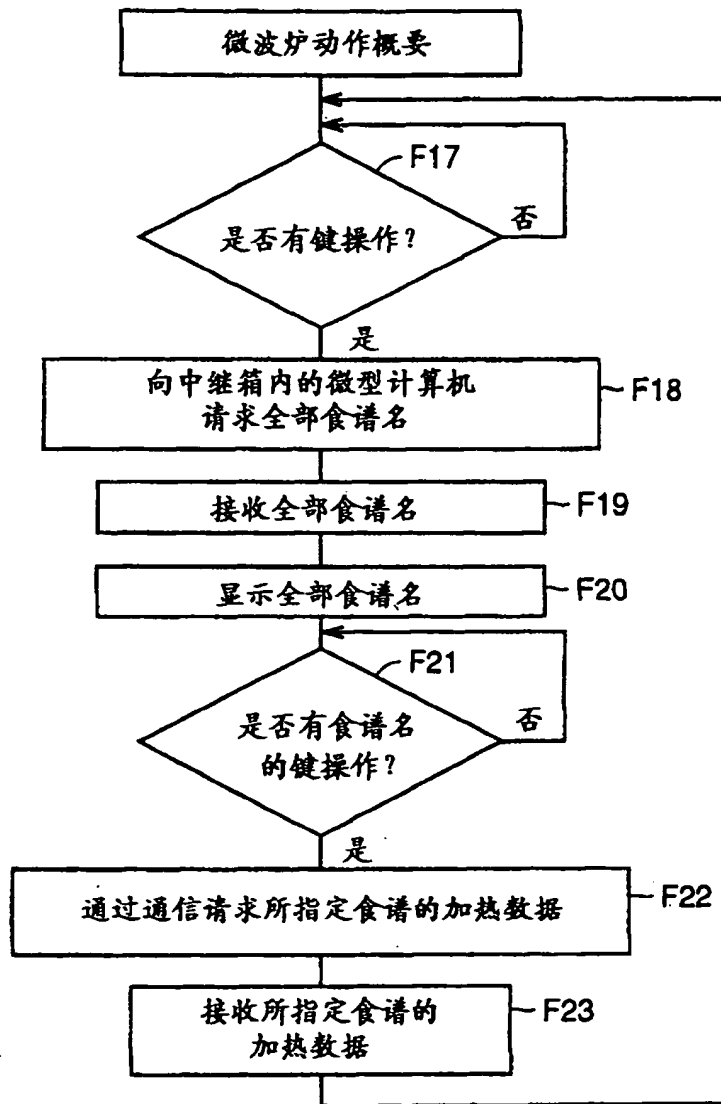 微波炉动作概要
F17
是否有键操作?
否
是
向中继箱内的微型计算机
请求全部食谱名
F18
接收全部食谱名
F19
显示全部食谱名
F20
F21
是否有食谱名
的键操作?
否
是
通过通信请求所指定食谱的加热数据
F22
接收所指定食谱的
加热数据
F23